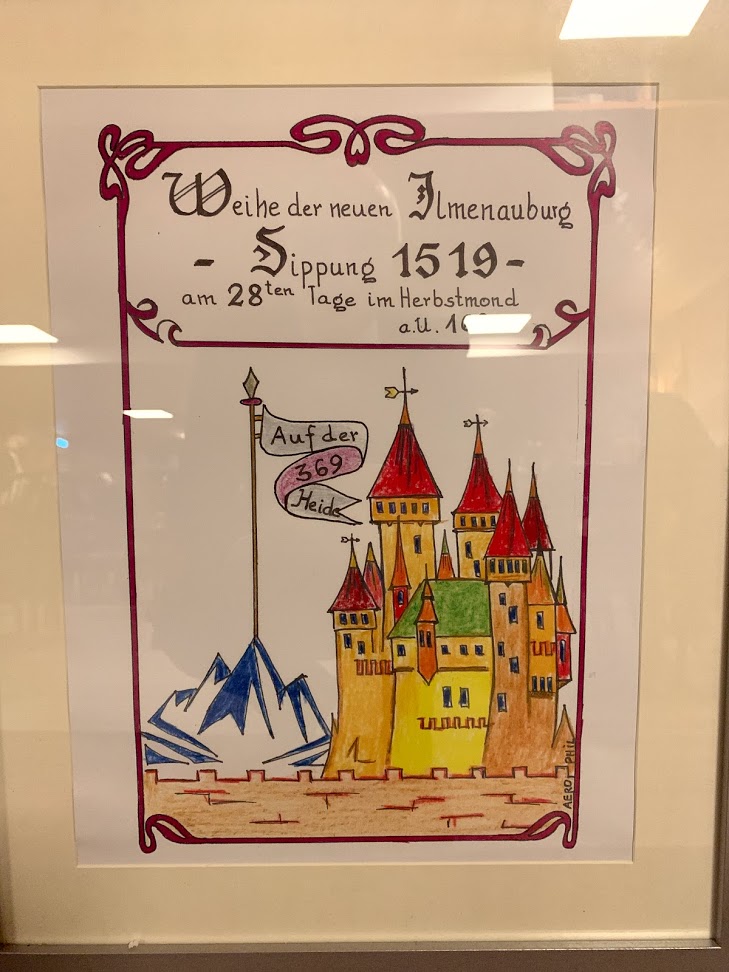 Weihe der neuen Ilmenauburg
- Sippung 1519 -
am 28ten Tage im Herbstmond
a.U.
Auf der
369
Heide
AERO PHIL